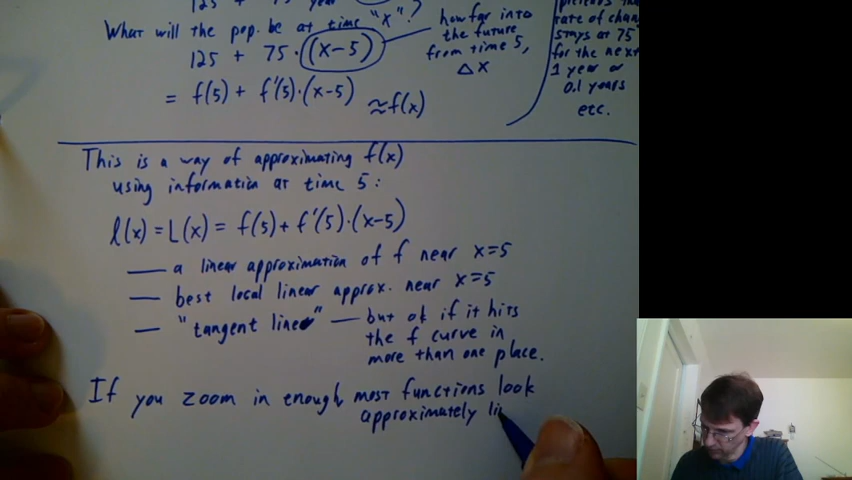 125 + year
What will the pop. be at time "x"?
125 + 75 · (x-5)
= f(5) + f'(5)·(x-5) ≈f(x)
how far into
the future
from time 5,
Δx
rate of chan
stays at 75
for the next
1 year or
0.1 years
etc.
This is a way of approximating f(x)
using information at time 5:
l(x) = L(x) = f(5) + f'(5)·(x-5)
— a linear approximation of f near x=5
— best local linear approx. near x=5
— "tangent line" — but ok if it hits
the f curve in
more than one place.
If you zoom in enough, most functions look
approximately li